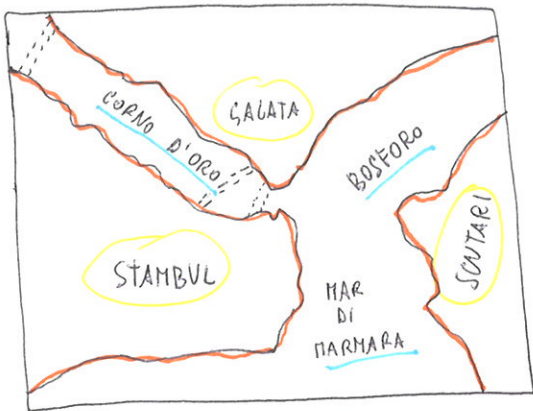 GALATA
CORNO D'ORO
BOSFORO
STAMBUL
SCUTARI
MAR
DI
MARMARA